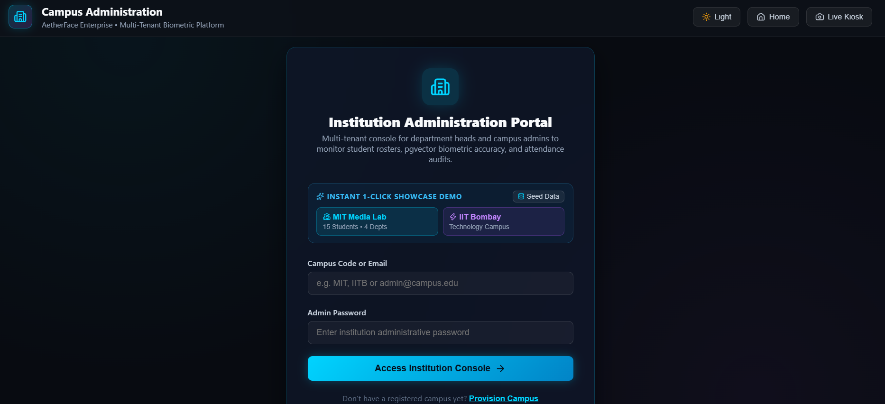 Campus Administration
AetherFace Enterprise • Multi-Tenant Biometric Platform
Light
Home
Live Kiosk
Institution Administration Portal
Multi-tenant console for department heads and campus admins to
monitor student rosters, pgvector biometric accuracy, and attendance
audits.
INSTANT 1-CLICK SHOWCASE DEMO
Seed Data
MIT Media Lab
15 Students • 4 Depts
IIT Bombay
Technology Campus
Campus Code or Email
e.g. MIT, IITB or admin@campus.edu
Admin Password
Enter institution administrative password
Access Institution Console →
Don't have a registered campus yet? Provision Campus